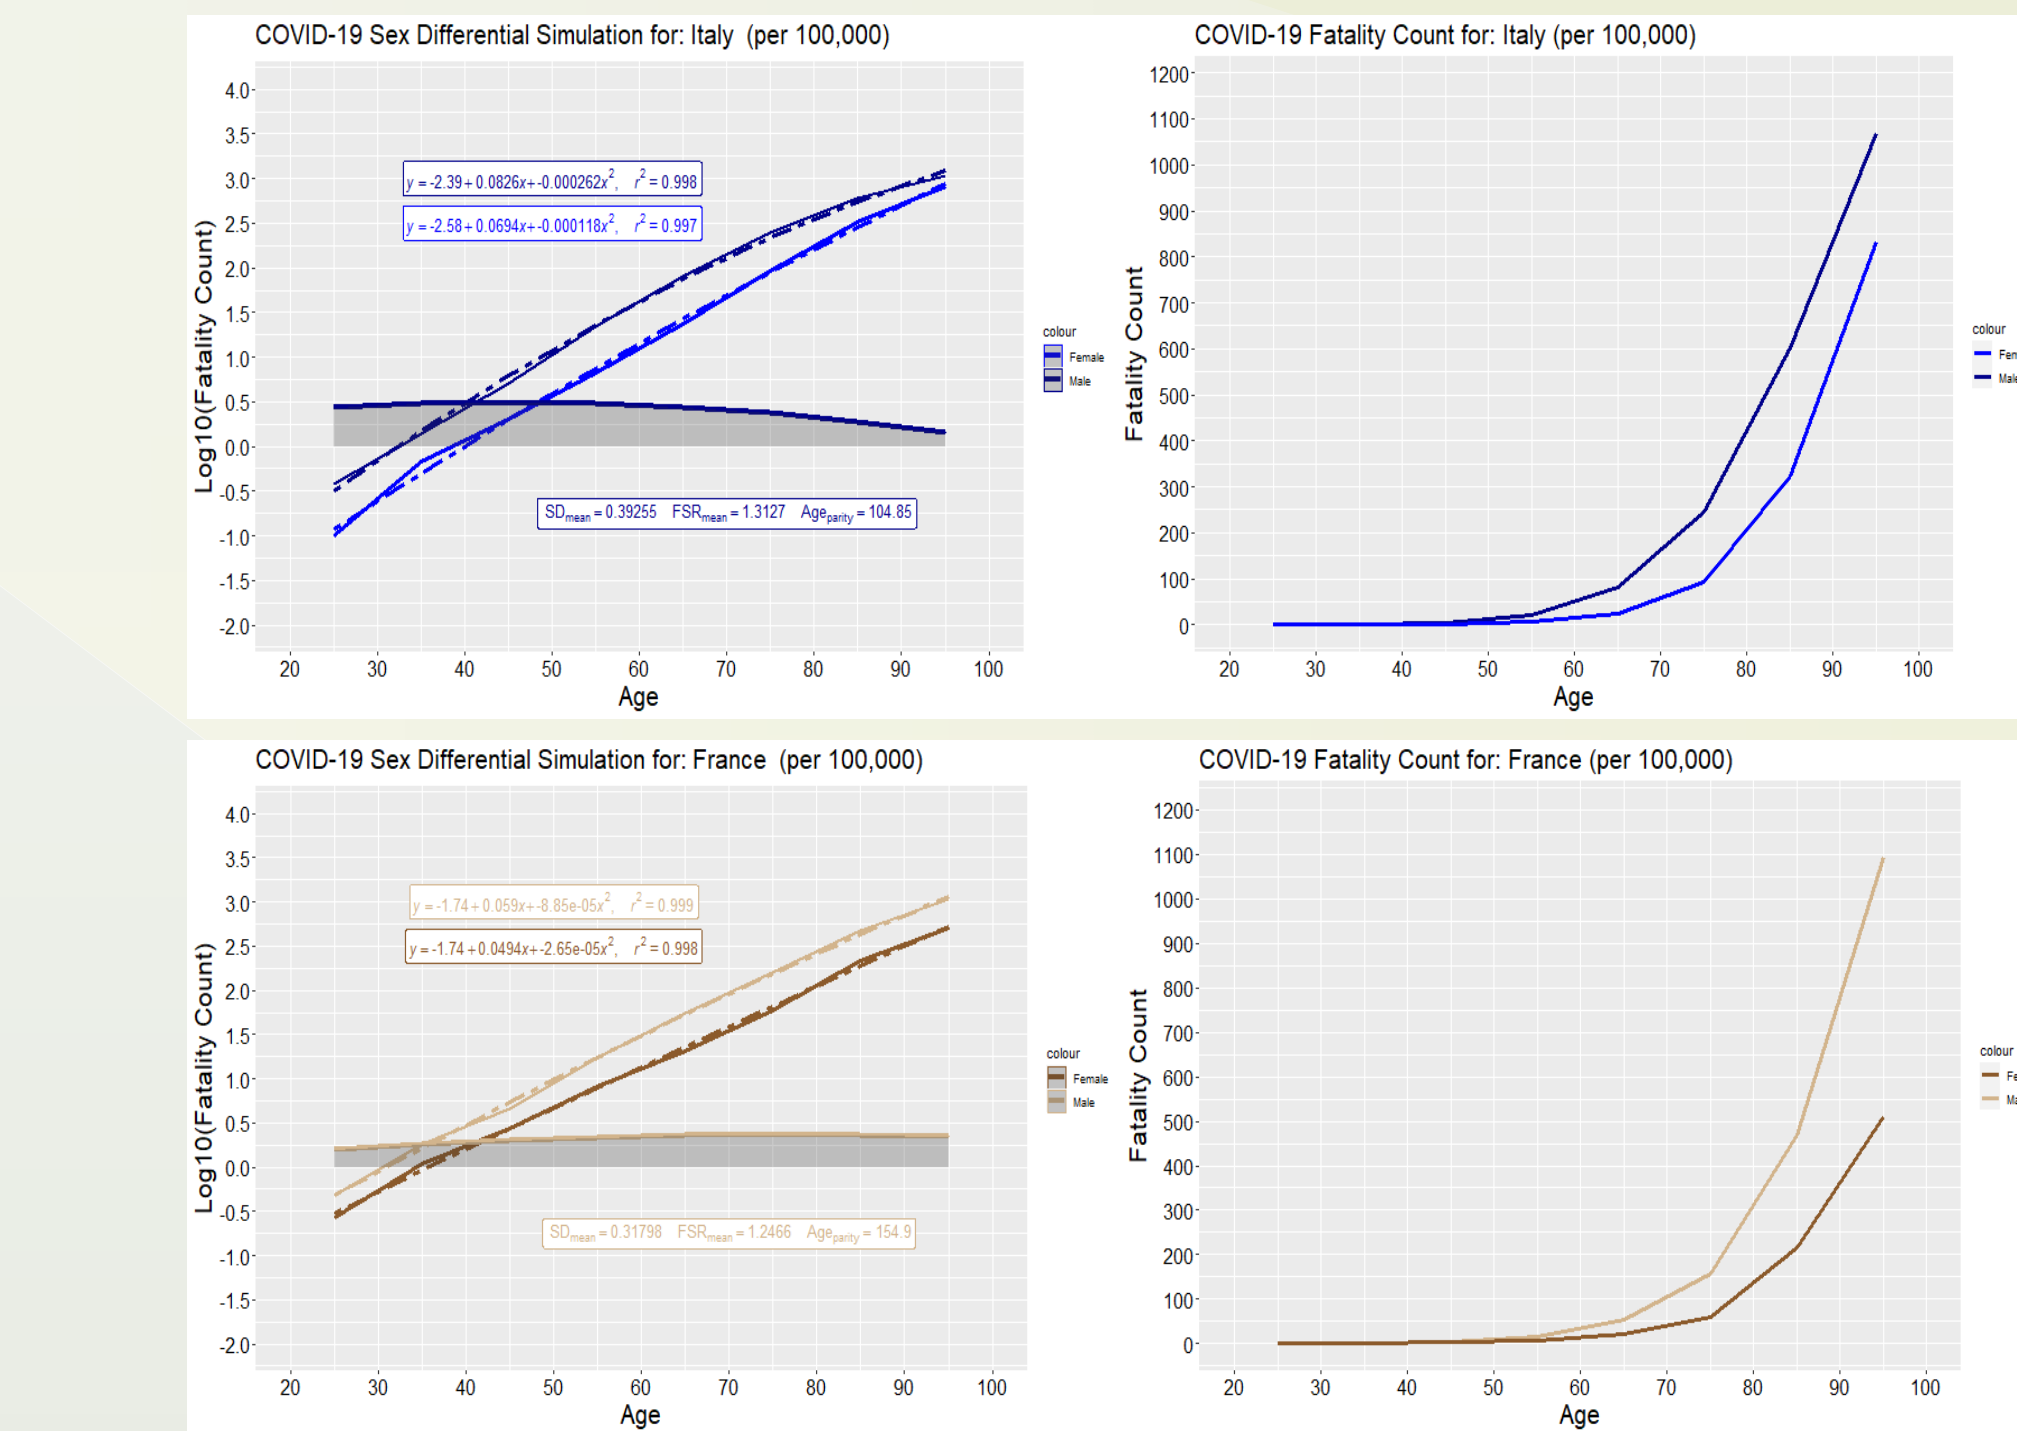 COVID-19 Sex Differential Simulation for: Italy (per 100,000)
4.0
3.5
3.0
2.5
2.0
1.5
1.0
0.5
0.0
-0.5
-1.0
-1.5
-2.0
Log10(Fatality Count)
y = -2.39 + 0.0826x+ -0.000262x², r² = 0.998
y = -2.58 + 0.0694x+ -0.000118x², r² = 0.997
SDmean = 0.39255 FSRmean = 1.3127 Ageparity = 104.85
20 30 40 50 60 70 80 90 100
Age
colour
Female
Male
COVID-19 Fatality Count for: Italy (per 100,000)
1200
1100
1000
900
800
700
600
500
400
300
200
100
0
Fatality Count
20 30 40 50 60 70 80 90 100
Age
colour
Fem
Male
COVID-19 Sex Differential Simulation for: France (per 100,000)
4.0
3.5
3.0
2.5
2.0
1.5
1.0
0.5
0.0
-0.5
-1.0
-1.5
-2.0
Log10(Fatality Count)
y = -1.74 + 0.059x+ -8.85e-05x², r² = 0.999
y = -1.74 + 0.0494x+ -2.65e-05x², r² = 0.998
SDmean = 0.31798 FSRmean = 1.2466 Ageparity = 154.9
20 30 40 50 60 70 80 90 100
Age
colour
Female
Male
COVID-19 Fatality Count for: France (per 100,000)
1200
1100
1000
900
800
700
600
500
400
300
200
100
0
Fatality Count
20 30 40 50 60 70 80 90 100
Age
colour
Fe
Ma